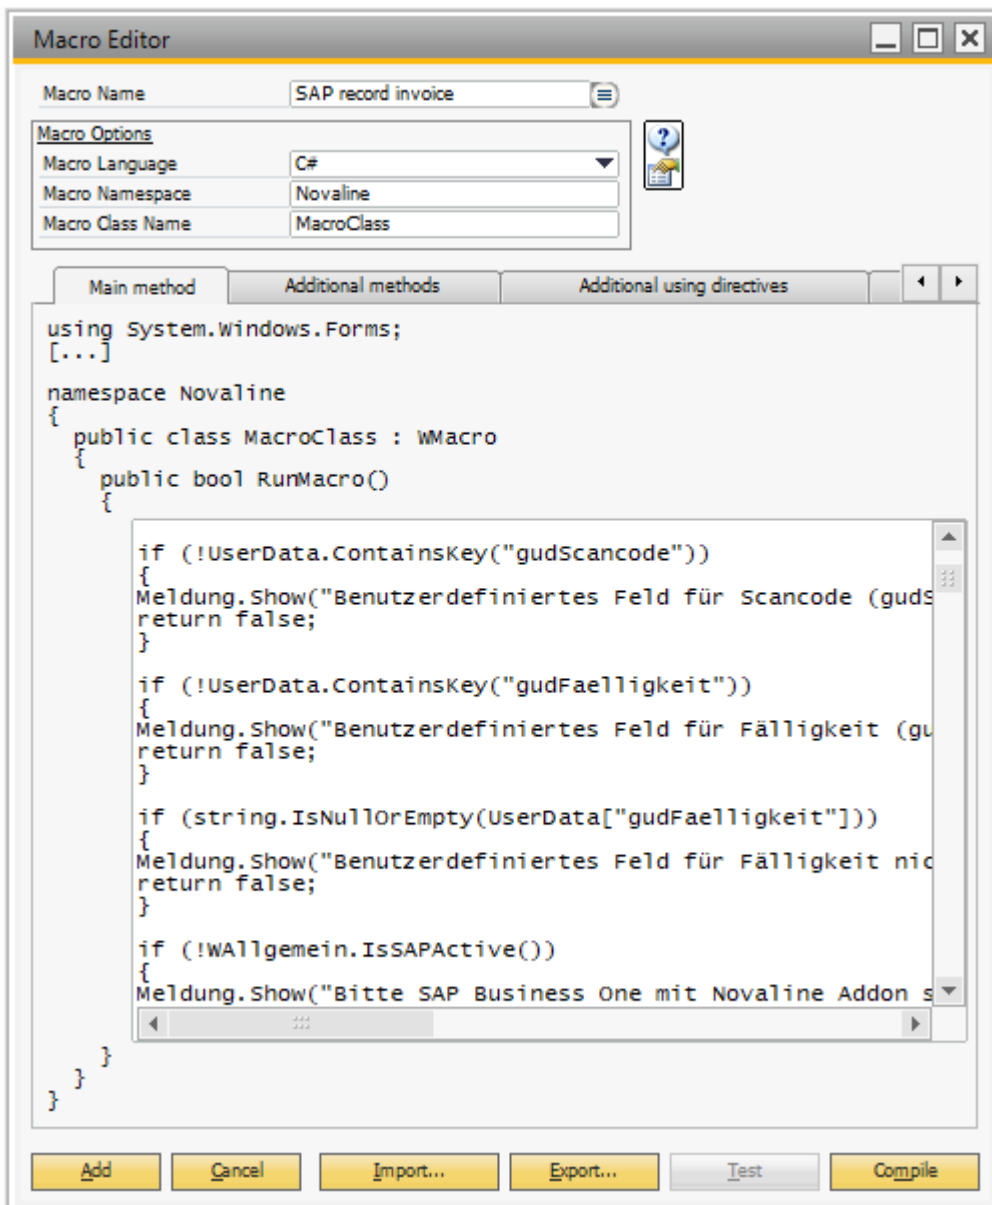 Macro Editor
Macro Name SAP record invoice
Macro Options
Macro Language C#
Macro Namespace Novaline
Macro Class Name MacroClass
Main method Additional methods Additional using directives
using System.Windows.Forms;
[...]
namespace Novaline
{
public class MacroClass : WMacro
{
public bool RunMacro()
{
if (!UserData.ContainsKey("gudScancode"))
{
Meldung.Show("Benutzerdefiniertes Feld für Scancode (gudS
return false;
}
if (!UserData.ContainsKey("gudFaelligkeit"))
{
Meldung.Show("Benutzerdefiniertes Feld für Fälligkeit (gu
return false;
}
if (string.IsNullOrEmpty(UserData["gudFaelligkeit"]))
{
Meldung.Show("Benutzerdefiniertes Feld für Fälligkeit nic
return false;
}
if (!WAllgemein.IsSAPActive())
{
Meldung.Show("Bitte SAP Business One mit Novaline Addon s
}
}
}
Add Cancel Import... Export... Test Compile